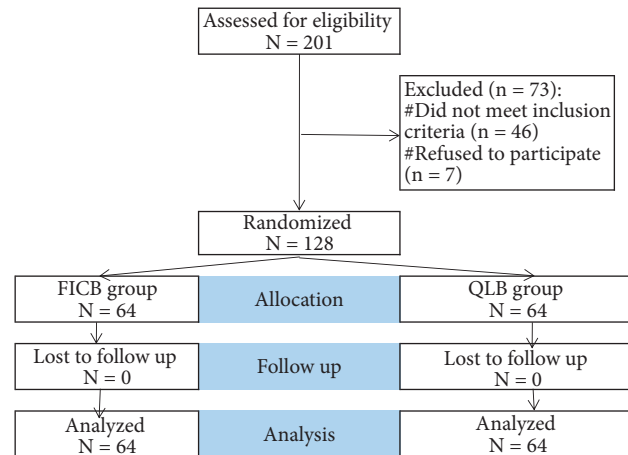 Assessed for eligibility
N = 201
Excluded (n = 73):
#Did not meet inclusion
criteria (n = 46)
#Refused to participate
(n = 7)
Randomized
N = 128
FICB group
N = 64
Allocation
QLB group
N = 64
Lost to follow up
N = 0
Follow up
Lost to follow up
N = 0
Analyzed
N = 64
Analysis
Analyzed
N = 64